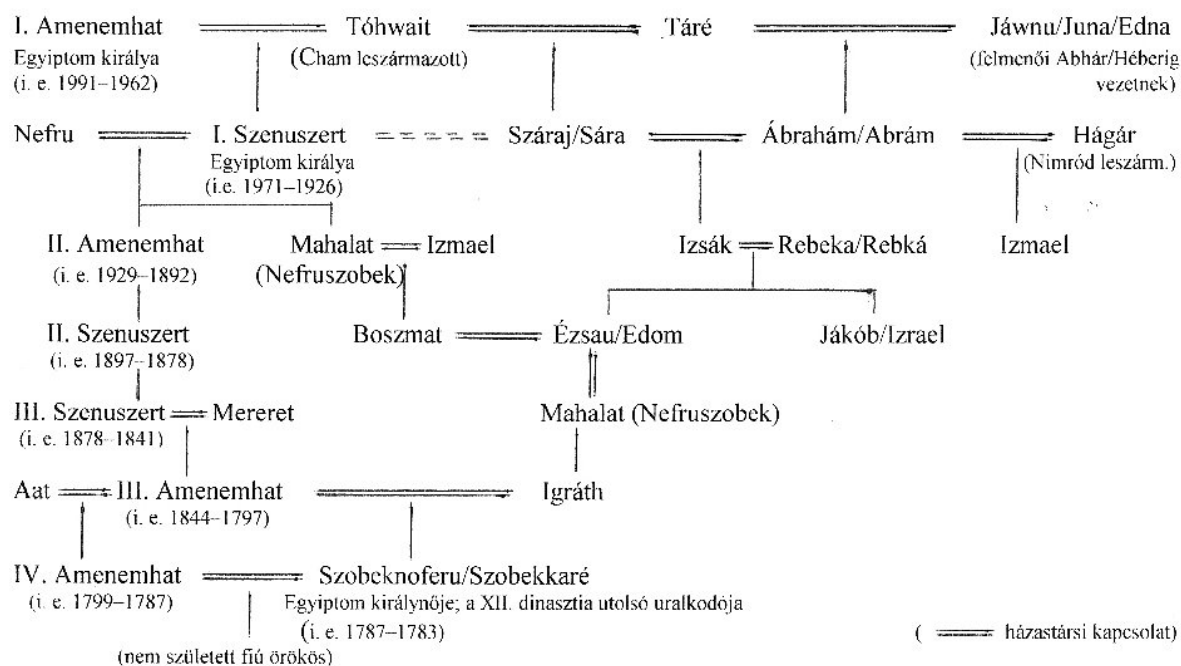 I. Amenemhat Tóhwait Táré Jáwnu/Juna/Edna
Egyiptom királya (Cham leszármazott) (felmenői Abhár/Héberig
(i. e. 1991–1962) vezetnek)
Nefru I. Szenuszert Száraj/Sára Ábrahám/Abrám Hágár
Egyiptom királya (Nimród leszárm.)
(i.e. 1971–1926)
II. Amenemhat Mahalat Izmael Izsák Rebeka/Rebká Izmael
(i. e. 1929–1892) (Nefruszobek)
II. Szenuszert Boszmat Ézsau/Edom Jákób/Izrael
(i. e. 1897–1878)
III. Szenuszert Mereret Mahalat (Nefruszobek)
(i. e. 1878–1841)
Aat III. Amenemhat Igráth
(i. e. 1844–1797)
IV. Amenemhat Szobeknoferu/Szobekkaré
(i. e. 1799–1787) Egyiptom királynője; a XII. dinasztia utolsó uralkodója
(i. e. 1787–1783) ( házastársi kapcsolat)
(nem született fiú örökös)